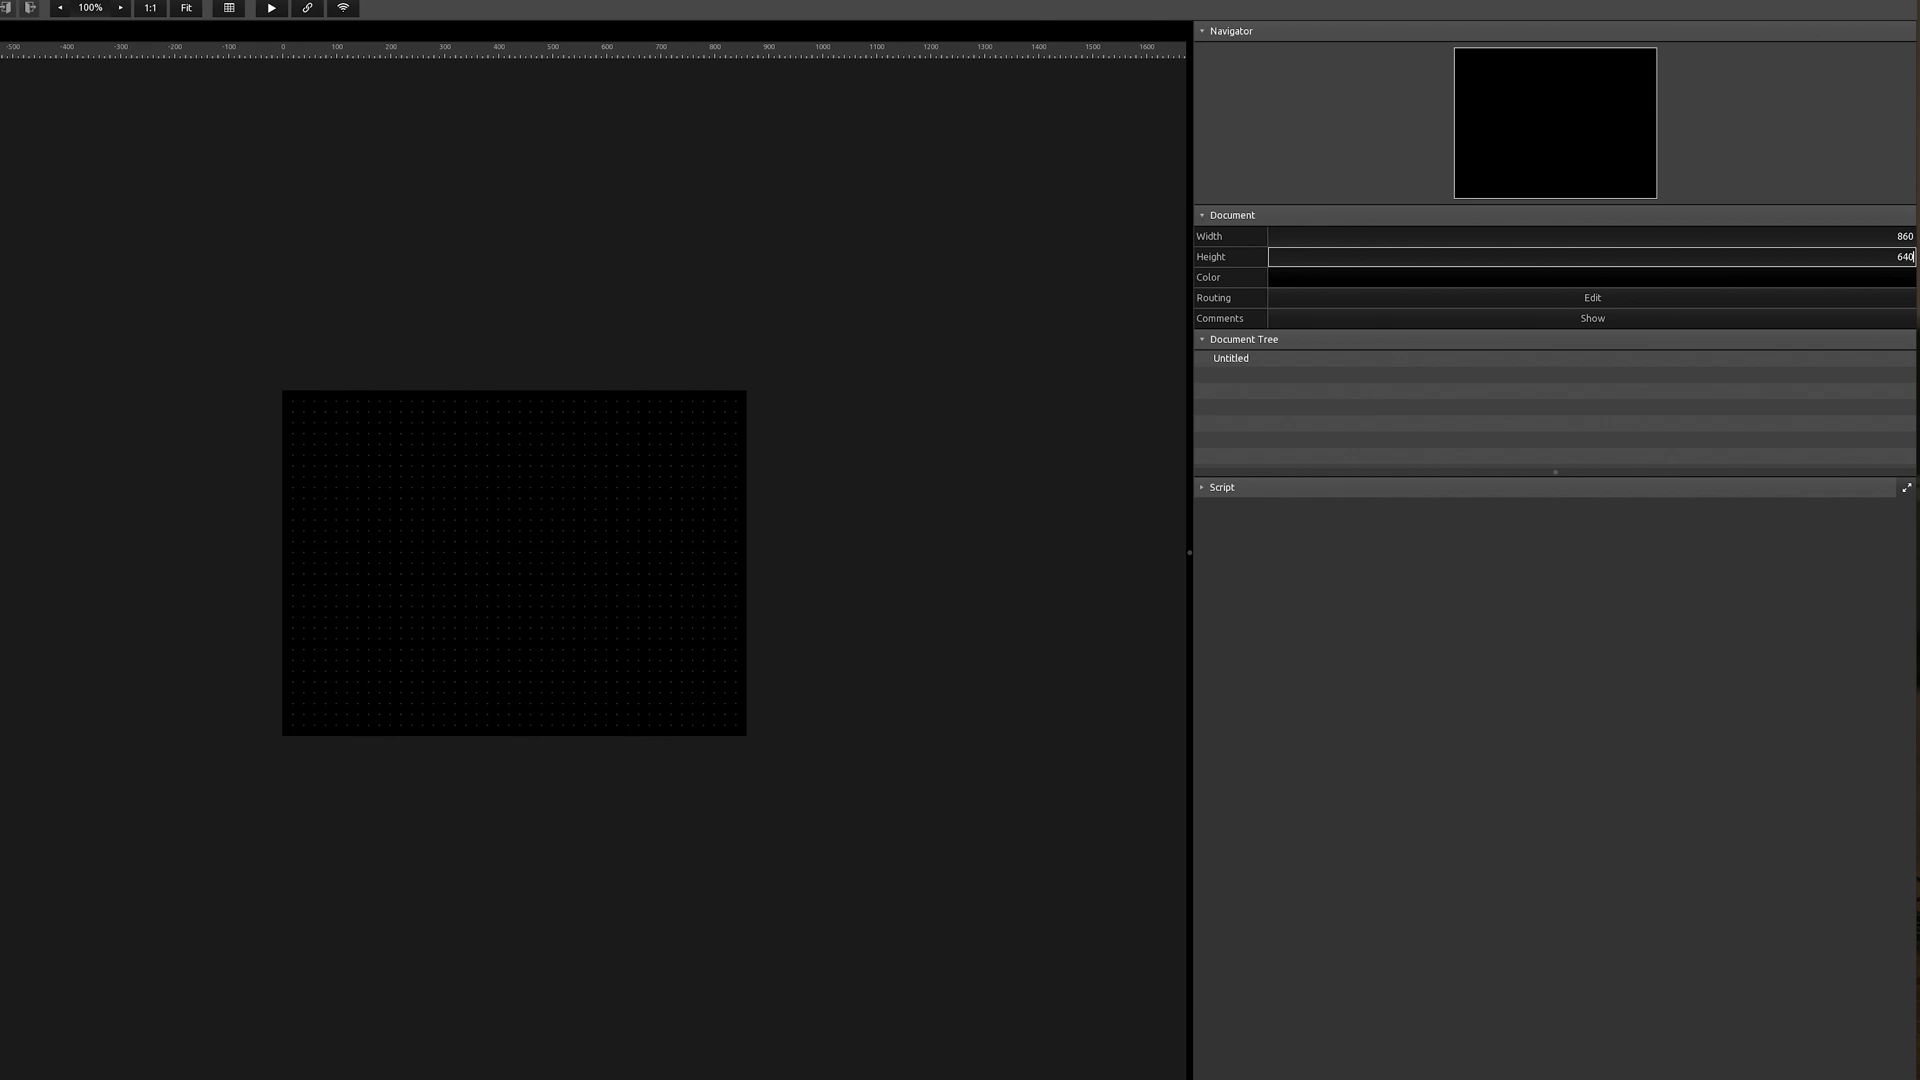 100% 1:1 Fit
-500 -400 -300 -200 -100 0 100 200 300 400 500 600 700 800 900 1000 1100 1200 1300 1400 1500 1600
Navigator
Document
Width 860
Height 640
Color
Routing Edit
Comments Show
Document Tree
Untitled
Script